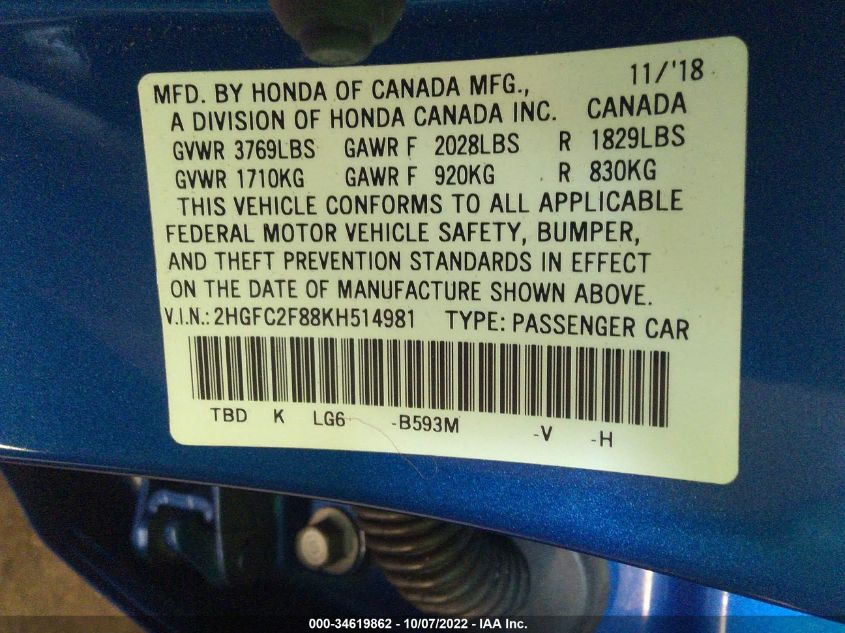 11/'18
MFD. BY HONDA OF CANADA MFG.,
A DIVISION OF HONDA CANADA INC. CANADA
GVWR 3769LBS GAWR F 2028LBS R 1829LBS
GVWR 1710KG GAWR F 920KG R 830KG
THIS VEHICLE CONFORMS TO ALL APPLICABLE
FEDERAL MOTOR VEHICLE SAFETY, BUMPER,
AND THEFT PREVENTION STANDARDS IN EFFECT
ON THE DATE OF MANUFACTURE SHOWN ABOVE.
V.I.N.: 2HGFC2F88KH514981 TYPE: PASSENGER CAR
TBD K LG6 -B593M -V -H
000-34619862 - 10/07/2022 - IAA Inc.